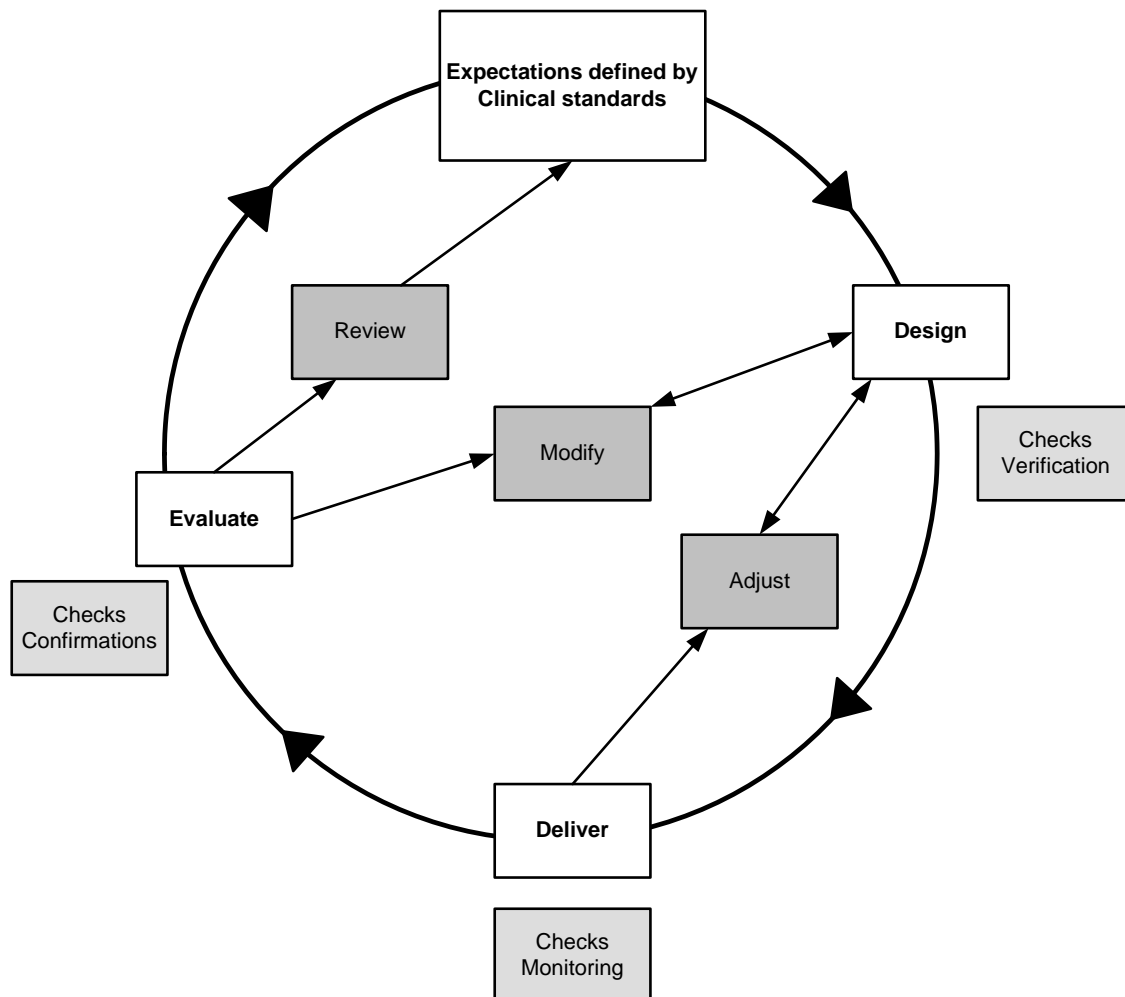 Expectations defined by
Clinical standards
Review
Design
Modify
Checks
Verification
Evaluate
Adjust
Checks
Confirmations
Deliver
Checks
Monitoring